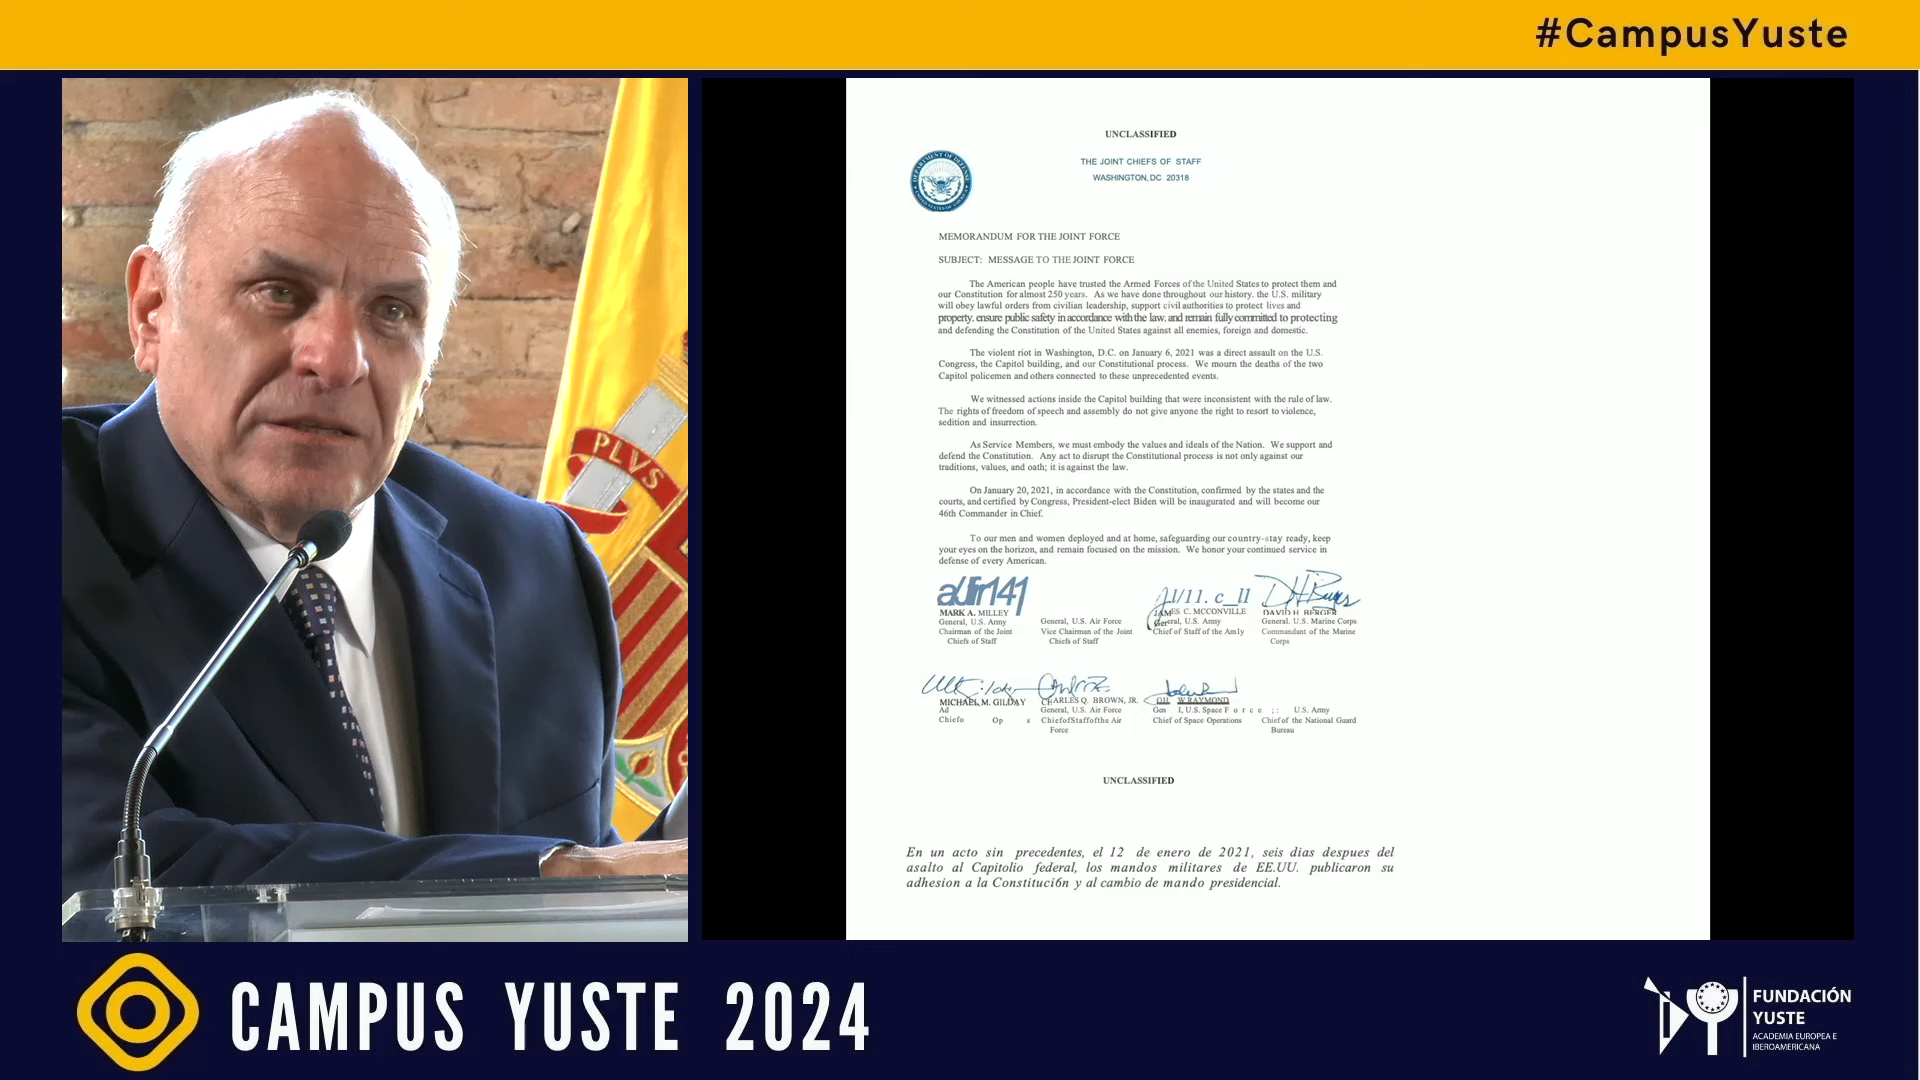 #CampusYuste
PLVS
UNCLASSIFIED
THE JOINT CHIEFS OF STAFF
WASHINGTON, DC 20318
MEMORANDUM FOR THE JOINT FORCE
SUBJECT: MESSAGE TO THE JOINT FORCE
The American people have trusted the Armed Forces of the United States to protect them and
our Constitution for almost 250 years. As we have done throughout our history. the U.S. military
will obey lawful orders from civilian leadership, support civil authorities to protect lives and
property. ensure public safety in accordance with the law. and remain fully committed to protecting
and defending the Constitution of the United States against all enemies, foreign and domestic.
The violent riot in Washington, D.C. on January 6, 2021 was a direct assault on the U.S.
Congress, the Capitol building, and our Constitutional process. We mourn the deaths of the two
Capitol policemen and others connected to these unprecedented events.
We witnessed actions inside the Capitol building that were inconsistent with the rule of law.
The rights of freedom of speech and assembly do not give anyone the right to resort to violence,
sedition and insurrection.
As Service Members, we must embody the values and ideals of the Nation. We support and
defend the Constitution. Any act to disrupt the Constitutional process is not only against our
traditions, values, and oath; it is against the law.
On January 20, 2021, in accordance with the Constitution, confirmed by the states and the
courts, and certified by Congress, President-elect Biden will be inaugurated and will become our
46th Commander in Chief.
To our men and women deployed and at home, safeguarding our country-stay ready, keep
your eyes on the horizon, and remain focused on the mission. We honor your continued service in
defense of every American.
MARK A. MILLEY
General, U.S. Army
Chairman of the Joint
Chiefs of Staff
General, U.S. Air Force
Vice Chairman of the Joint
Chiefs of Staff
JAMES C. MCCONVILLE
General, U.S. Army
Chief of Staff of the Amly
DAVID H. BERGER
General. U.S. Marine Corps
Commandant of the Marine
Corps
MICHAEL M. GILDAY
Ad
Chiefo Op s
CHARLES Q. BROWN, JR.
General, U.S. Air Force
ChiefofStaffofthe Air
Force
W.RAYMOND
Gen l, U.S. Space F o r c e ; :
Chief of Space Operations
U.S. Army
Chief of the National Guard
Bureau
UNCLASSIFIED
En un acto sin precedentes, el 12 de enero de 2021, seis dias despues del
asalto al Capitolio federal, los mandos militares de EE.UU. publicaron su
adhesion a la Constituci6n y al cambio de mando presidencial.
CAMPUS YUSTE 2024
FUNDACIÓN
YUSTE
ACADEMIA EUROPEA E
IBEROAMERICANA